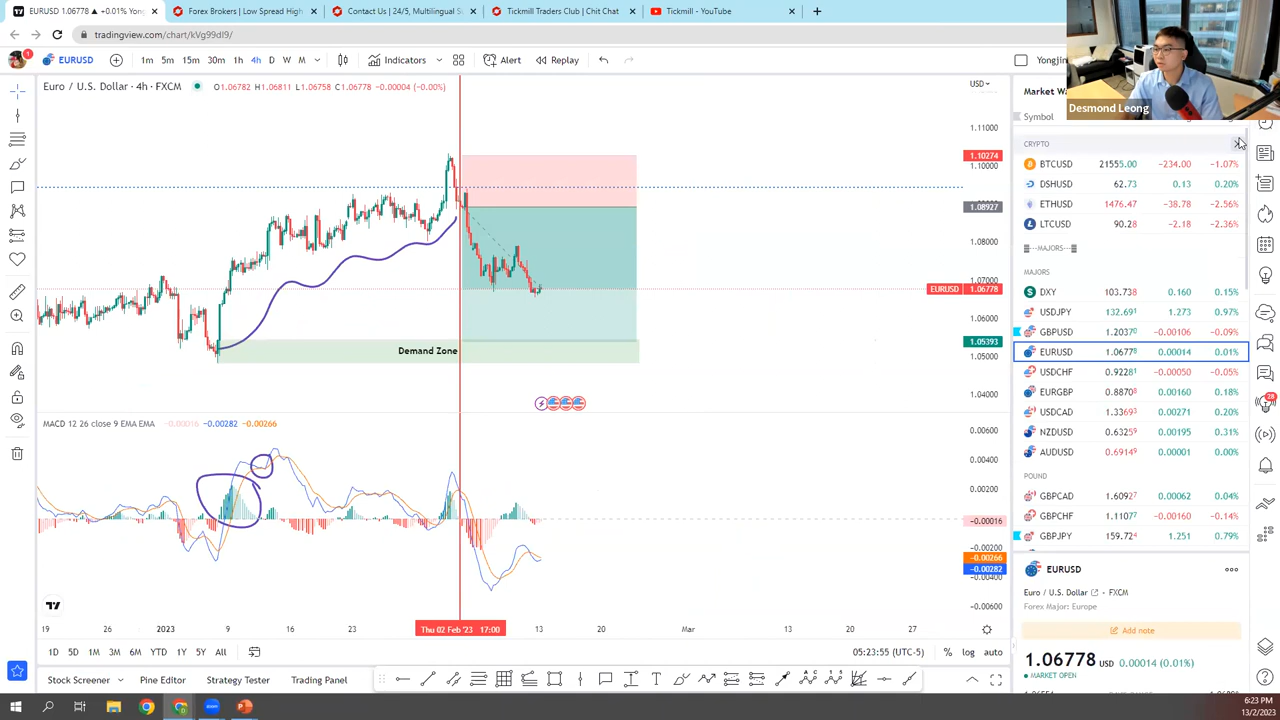 EURUSD 1.06778 ▲ +0.01% Yong
Forex Brokers | Low Spread High
Contact Us | 24/5, Multilingual S
Tickmill Traders Club | Chit Chat
Tickmill - YouTube
tradingview.com/chart/kVg99dI9/
1 EURUSD 1m 5m 15m 30m 1h 4h D W M Indicators Alert Replay Yongjin
Desmond Leong
Euro / U.S. Dollar · 4h · FXCM O1.06782 H1.06811 L1.06758 C1.06778 −0.00004 (−0.00%)
USD
Market Wa
Symbol
1.11000
1.10274
1.10000
1.08927
1.08000
1.07000
EURUSD 1.06778
1.06000
1.05393
1.05000
1.04000
Demand Zone
MACD 12 26 close 9 EMA EMA −0.00016 −0.00282 −0.00266
0.00600
0.00400
0.00200
−0.00016
−0.00200
−0.00266
−0.00282
−0.00400
−0.00600
19 26 2023 9 16 23 Thu 02 Feb '23 17:00 13 20 Mar 13 20 27
1D 5D 1M 3M 6M YTD 1Y 5Y All 05:23:55 (UTC-5) % log auto
Stock Screener Pine Editor Strategy Tester Trading Panel
CRYPTO
BTCUSD 21555.00 −234.00 −1.07%
DSHUSD 62.73 0.13 0.20%
ETHUSD 1476.47 −38.78 −2.56%
LTCUSD 90.28 −2.18 −2.36%
MAJORS
MAJORS
DXY 103.738 0.160 0.15%
USDJPY 132.691 1.273 0.97%
GBPUSD 1.20370 −0.00106 −0.09%
EURUSD 1.06778 0.00014 0.01%
USDCHF 0.92281 −0.00050 −0.05%
EURGBP 0.88708 0.00160 0.18%
USDCAD 1.33693 0.00271 0.20%
NZDUSD 0.63259 0.00195 0.31%
AUDUSD 0.69149 0.00001 0.00%
POUND
GBPCAD 1.60927 0.00062 0.04%
GBPCHF 1.11077 −0.00160 −0.14%
GBPJPY 159.724 1.251 0.79%
28
EURUSD
Euro / U.S. Dollar · FXCM
Forex Major: Europe
Add note
1.06778 USD 0.00014 (0.01%)
MARKET OPEN
6:23 PM
13/2/2023